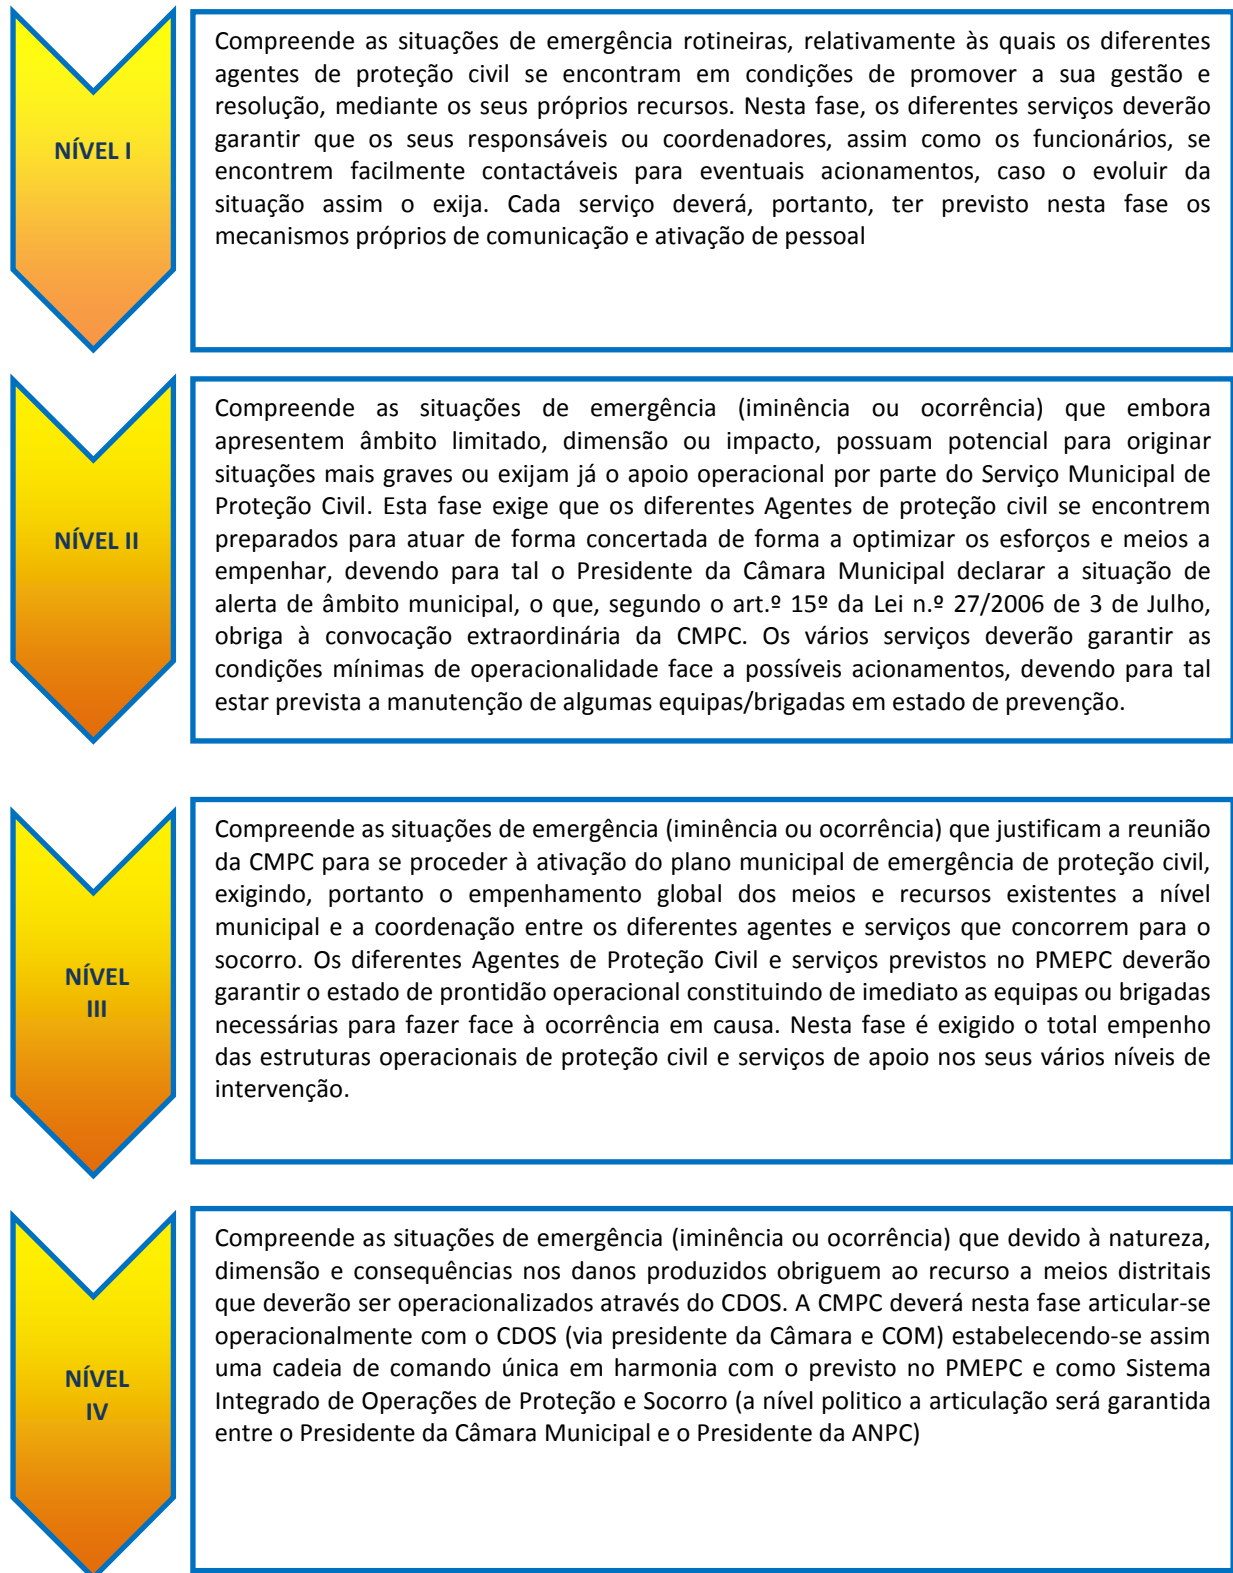 NÍVEL I
Compreende as situações de emergência rotineiras, relativamente às quais os diferentes
agentes de proteção civil se encontram em condições de promover a sua gestão e
resolução, mediante os seus próprios recursos. Nesta fase, os diferentes serviços deverão
garantir que os seus responsáveis ou coordenadores, assim como os funcionários, se
encontrem facilmente contactáveis para eventuais acionamentos, caso o evoluir da
situação assim o exija. Cada serviço deverá, portanto, ter previsto nesta fase os
mecanismos próprios de comunicação e ativação de pessoal
NÍVEL II
Compreende as situações de emergência (iminência ou ocorrência) que embora
apresentem âmbito limitado, dimensão ou impacto, possuam potencial para originar
situações mais graves ou exijam já o apoio operacional por parte do Serviço Municipal de
Proteção Civil. Esta fase exige que os diferentes Agentes de proteção civil se encontrem
preparados para atuar de forma concertada de forma a optimizar os esforços e meios a
empenhar, devendo para tal o Presidente da Câmara Municipal declarar a situação de
alerta de âmbito municipal, o que, segundo o art.º 15º da Lei n.º 27/2006 de 3 de Julho,
obriga à convocação extraordinária da CMPC. Os vários serviços deverão garantir as
condições mínimas de operacionalidade face a possíveis acionamentos, devendo para tal
estar prevista a manutenção de algumas equipas/brigadas em estado de prevenção.
NÍVEL
III
Compreende as situações de emergência (iminência ou ocorrência) que justificam a reunião
da CMPC para se proceder à ativação do plano municipal de emergência de proteção civil,
exigindo, portanto o empenhamento global dos meios e recursos existentes a nível
municipal e a coordenação entre os diferentes agentes e serviços que concorrem para o
socorro. Os diferentes Agentes de Proteção Civil e serviços previstos no PMEPC deverão
garantir o estado de prontidão operacional constituindo de imediato as equipas ou brigadas
necessárias para fazer face à ocorrência em causa. Nesta fase é exigido o total empenho
das estruturas operacionais de proteção civil e serviços de apoio nos seus vários níveis de
intervenção.
NÍVEL
IV
Compreende as situações de emergência (iminência ou ocorrência) que devido à natureza,
dimensão e consequências nos danos produzidos obriguem ao recurso a meios distritais
que deverão ser operacionalizados através do CDOS. A CMPC deverá nesta fase articular-se
operacionalmente com o CDOS (via presidente da Câmara e COM) estabelecendo-se assim
uma cadeia de comando única em harmonia com o previsto no PMEPC e como Sistema
Integrado de Operações de Proteção e Socorro (a nível politico a articulação será garantida
entre o Presidente da Câmara Municipal e o Presidente da ANPC)